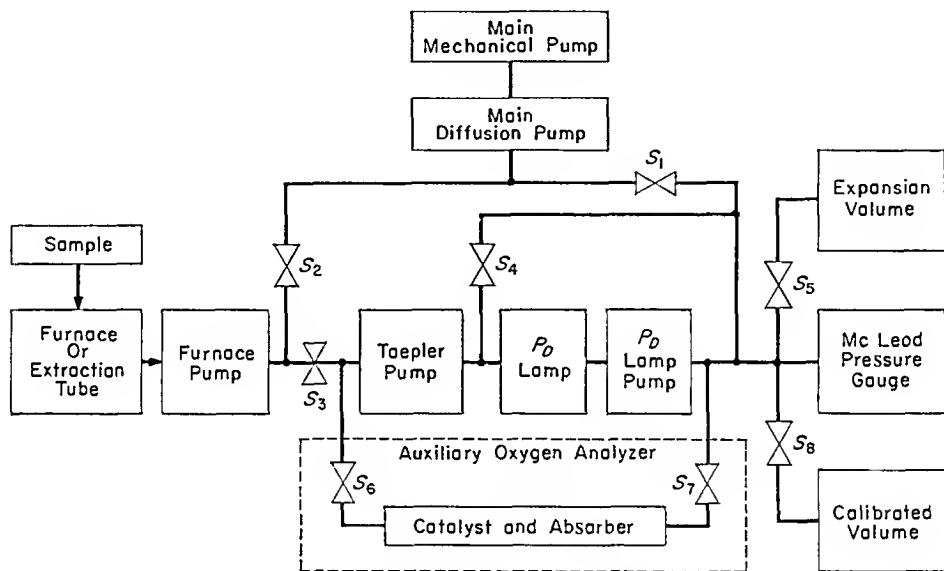 Main
Mechanical Pump
Main
Diffusion Pump
S1
Expansion
Volume
Sample
S2
S4
S5
Furnace
Or
Extraction
Tube
Furnace
Pump
S3
Taepler
Pump
PD
Lamp
PD
Lamp
Pump
Mc Leod
Pressure
Gauge
Auxiliary Oxygen Analyzer
S6
S7
S8
Catalyst and Absorber
Calibrated
Volume